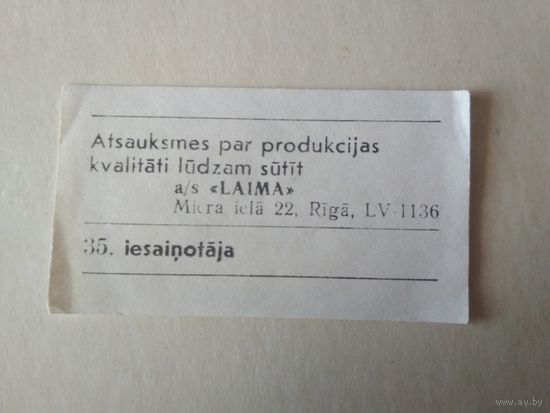 Atsauksmes par produkcijas
kvalitāti lūdzam sūtīt
a/s «LAIMA»
Miera ielā 22, Rīgā, LV-1136
35. iesaiņotāja
www.ay.by